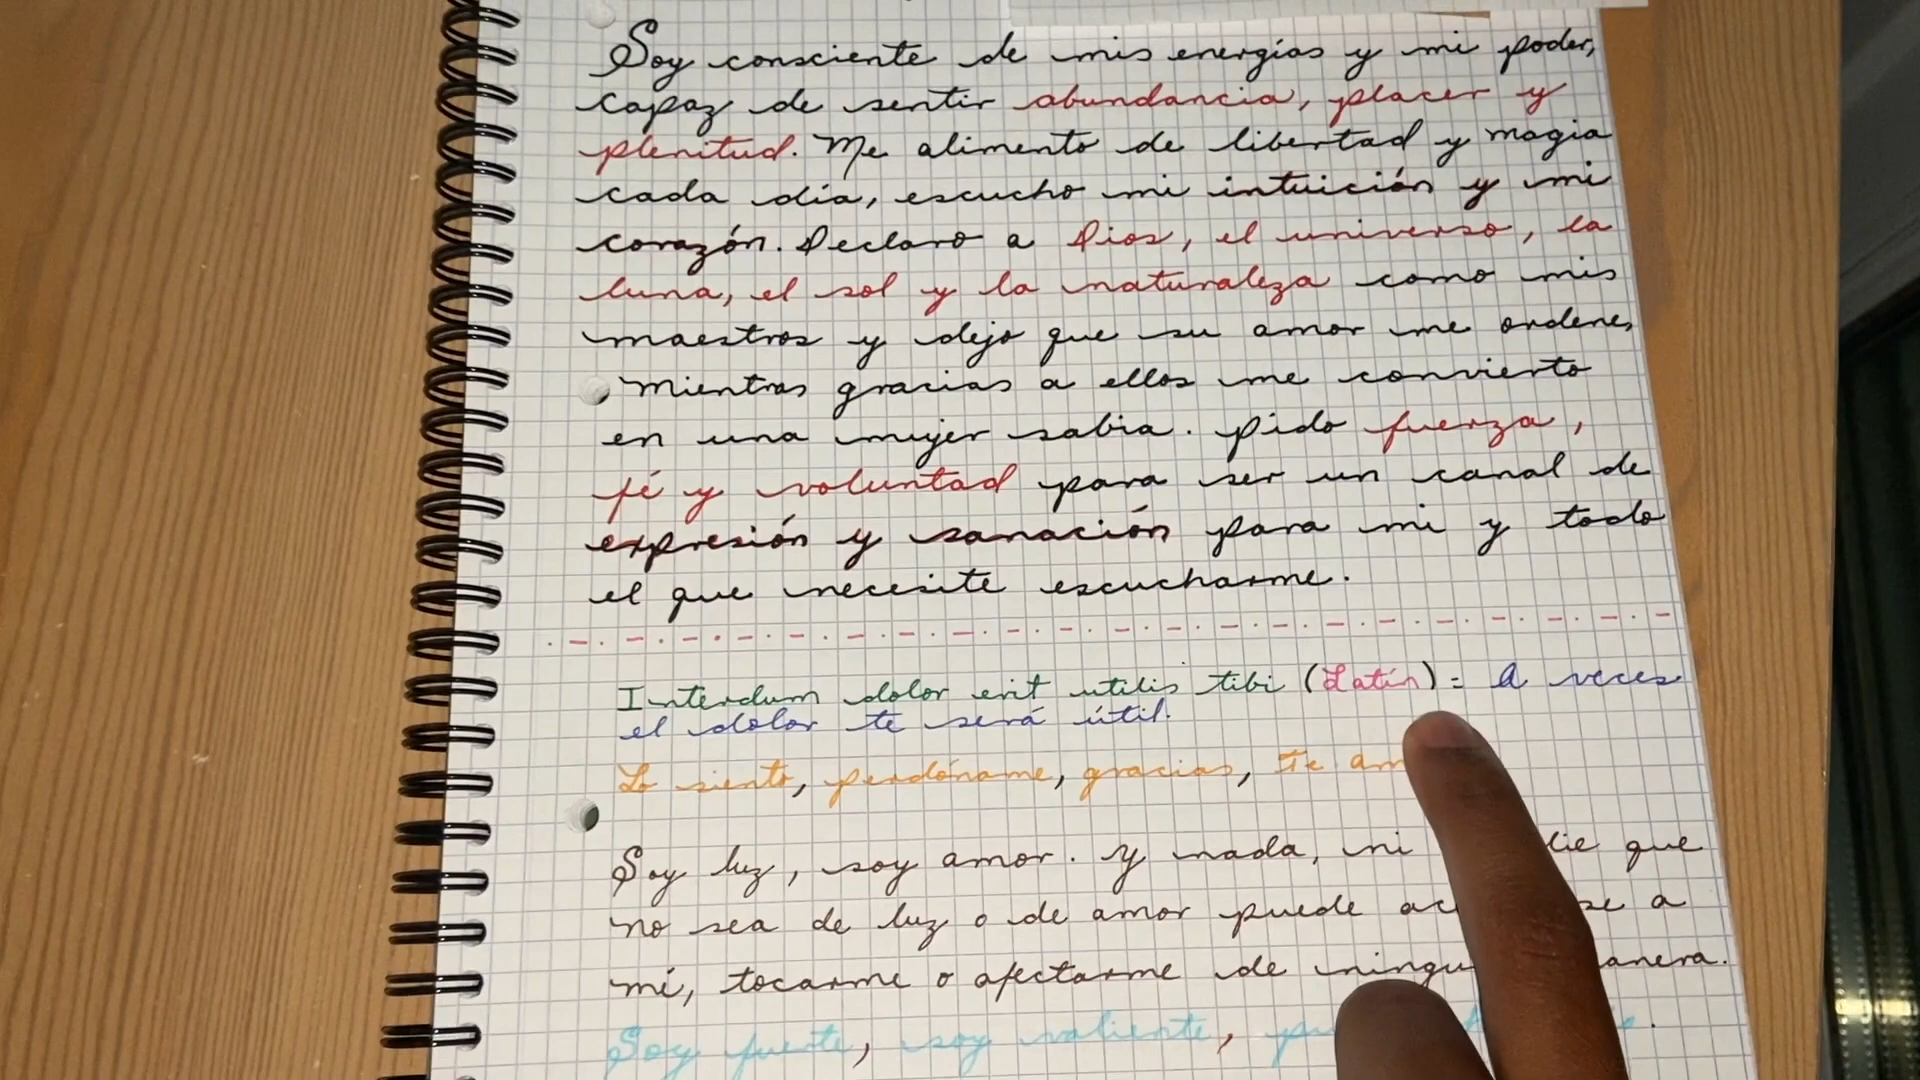 Soy consciente de mis energías y mi poder,
capaz de sentir abundancia, placer y
plenitud. Me alimento de libertad y magia
cada día, escucho mi intuición y mi
corazón. Declaro a Dios, el universo, la
luna, el sol y la naturaleza como mis
maestros y dejo que su amor me ordene,
mientras gracias a ellos me convierto
en una mujer sabia. Pido fuerza,
fé y voluntad para ser un canal de
expresión y sanación para mi y todo
el que necesite escucharme.
Interdum dolor erit utilis tibi (Latín) = A veces
el dolor te será útil.
Lo siento, perdóname, gracias, te am
Soy luz, soy amor. Y nada, ni die que
no sea de luz o de amor puede se a
mí, tocarme o afectarme de ningu anera.
Soy fuerte, soy valiente,